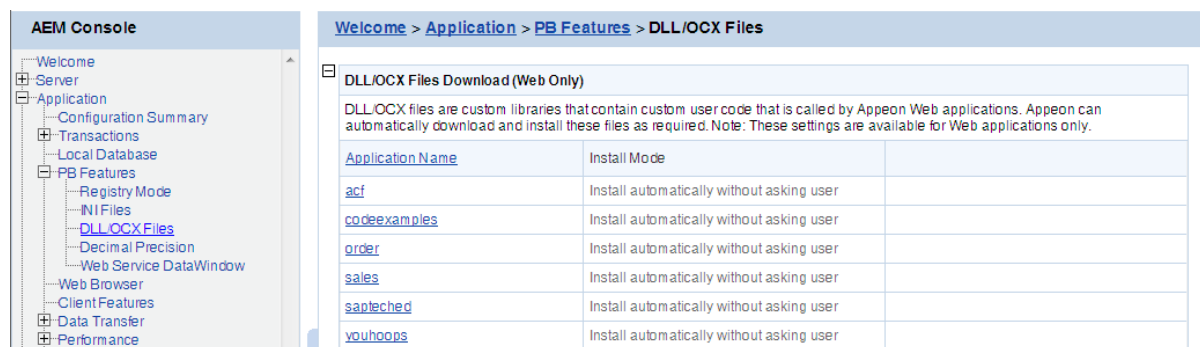 AEM Console
Welcome > Application > PB Features > DLL/OCX Files
Welcome
Server
Application
Configuration Summary
Transactions
Local Database
PB Features
Registry Mode
INI Files
DLL/OCX Files
Decimal Precision
Web Service DataWindow
Web Browser
Client Features
Data Transfer
Performance
DLL/OCX Files Download (Web Only)
DLL/OCX files are custom libraries that contain custom user code that is called by Appeon Web applications. Appeon can
automatically download and install these files as required. Note: These settings are available for Web applications only.
Application Name Install Mode
acf Install automatically without asking user
codeexamples Install automatically without asking user
order Install automatically without asking user
sales Install automatically without asking user
sapteched Install automatically without asking user
youhoops Install automatically without asking user